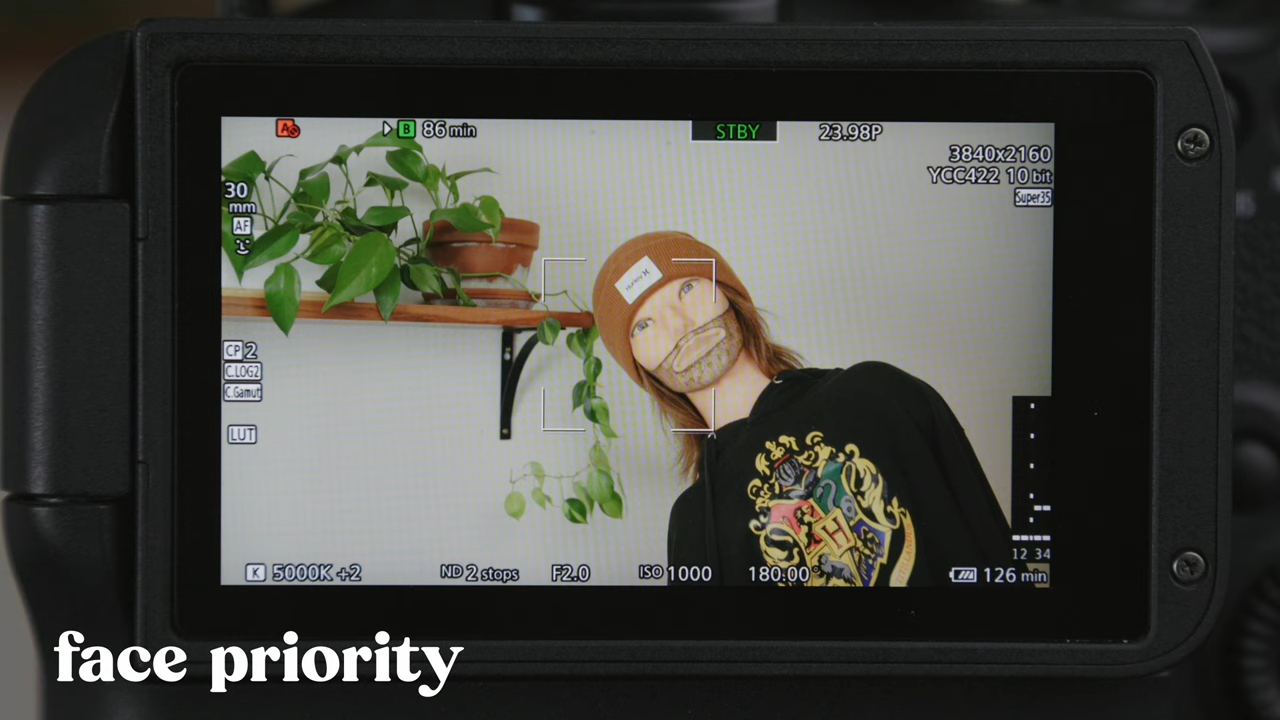 A
B 86 min
STBY
23.98P
3840x2160
YCC422 10 bit
Super35
30
mm
AF
Hurley
CP 2
C.LOG2
C.Gamut
LUT
12 34
K 5000K +2
ND 2 stops
F2.0
ISO 1000
180.00°
126 min
face priority